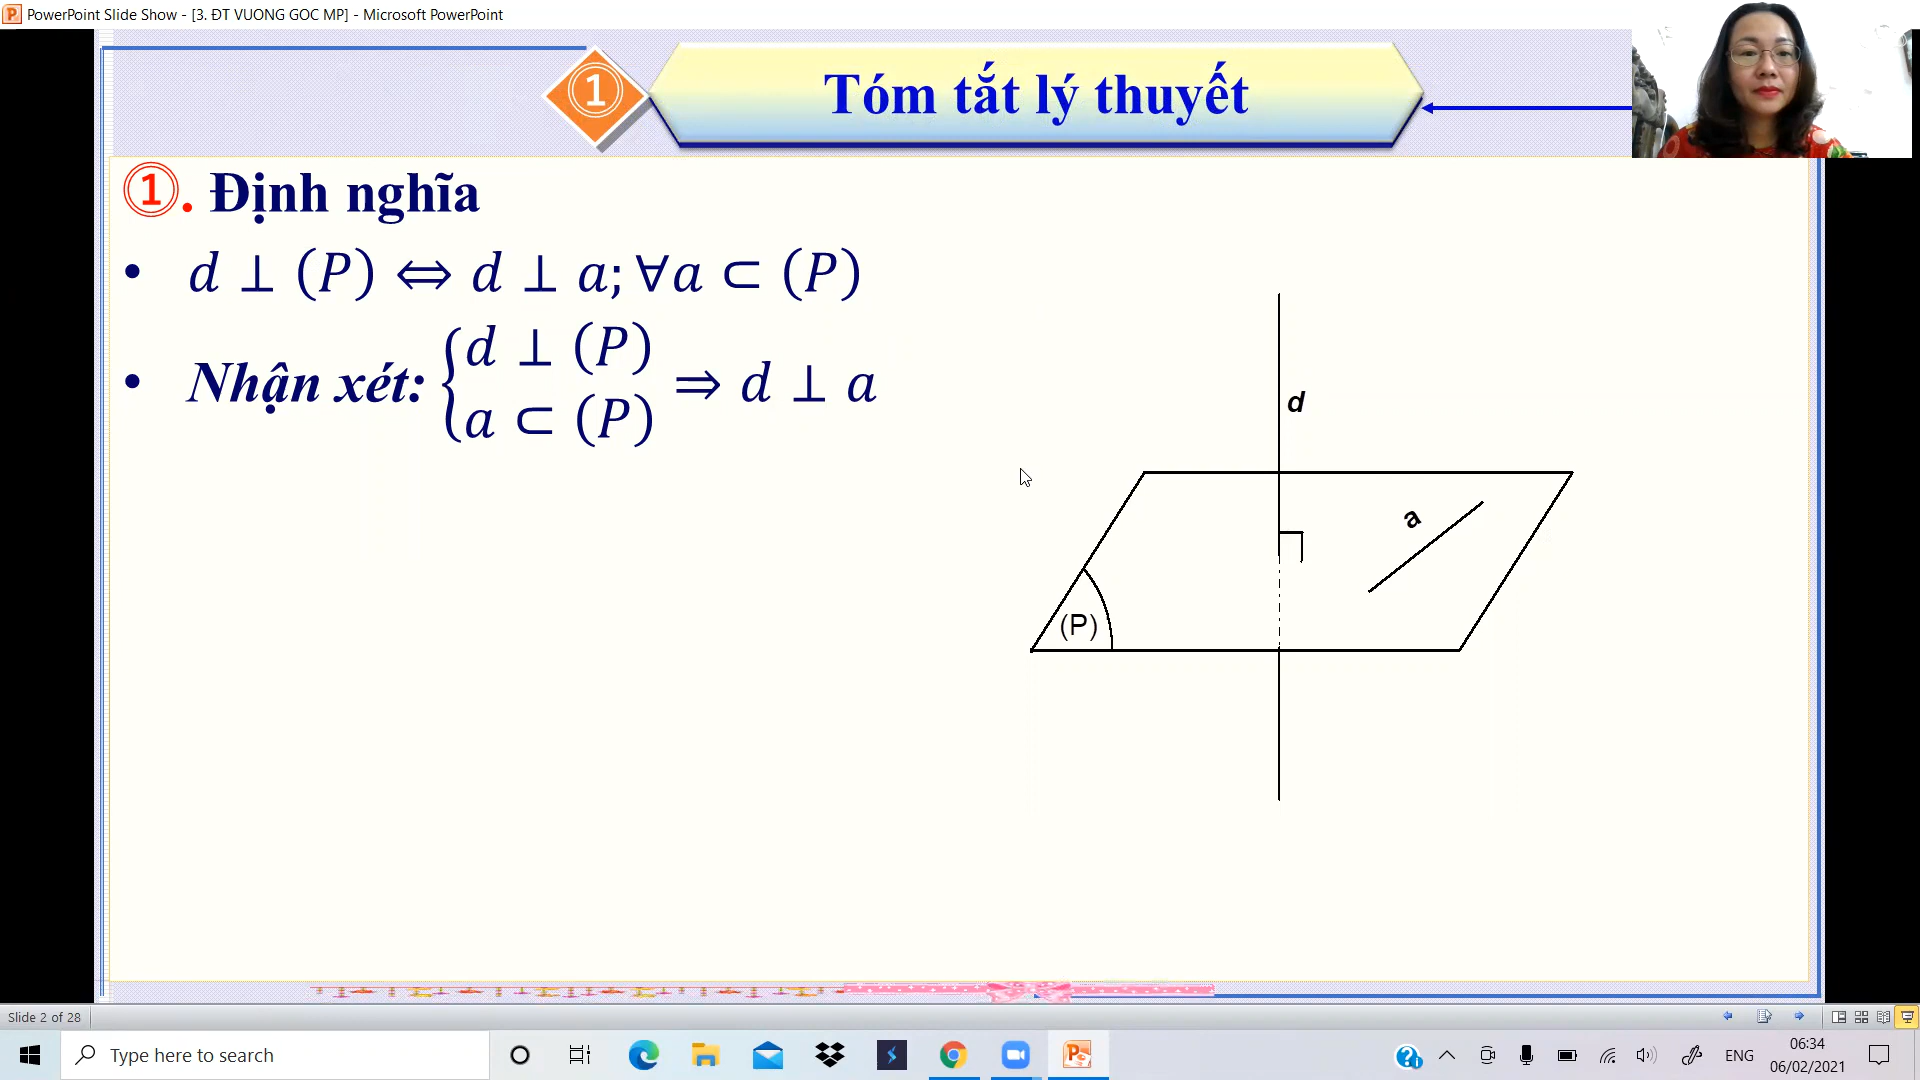 PowerPoint Slide Show - [3. ĐT VUONG GOC MP] - Microsoft PowerPoint
① Tóm tắt lý thuyết
①. Định nghĩa
• d ⊥ (P) ⇔ d ⊥ a; ∀a ⊂ (P)
• Nhận xét: { d ⊥ (P)
a ⊂ (P) ⇒ d ⊥ a
d
a
(P)
Slide 2 of 28
Type here to search
ENG
06:34
06/02/2021